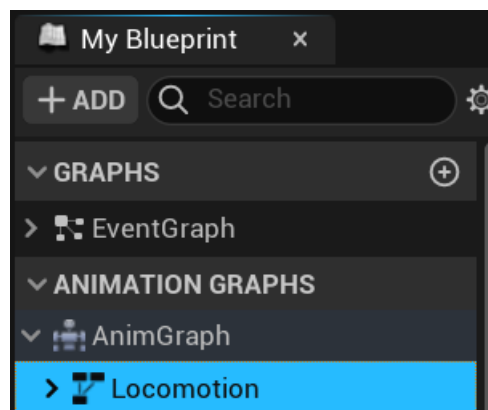 My Blueprint
+ ADD Search
GRAPHS
EventGraph
ANIMATION GRAPHS
AnimGraph
Locomotion